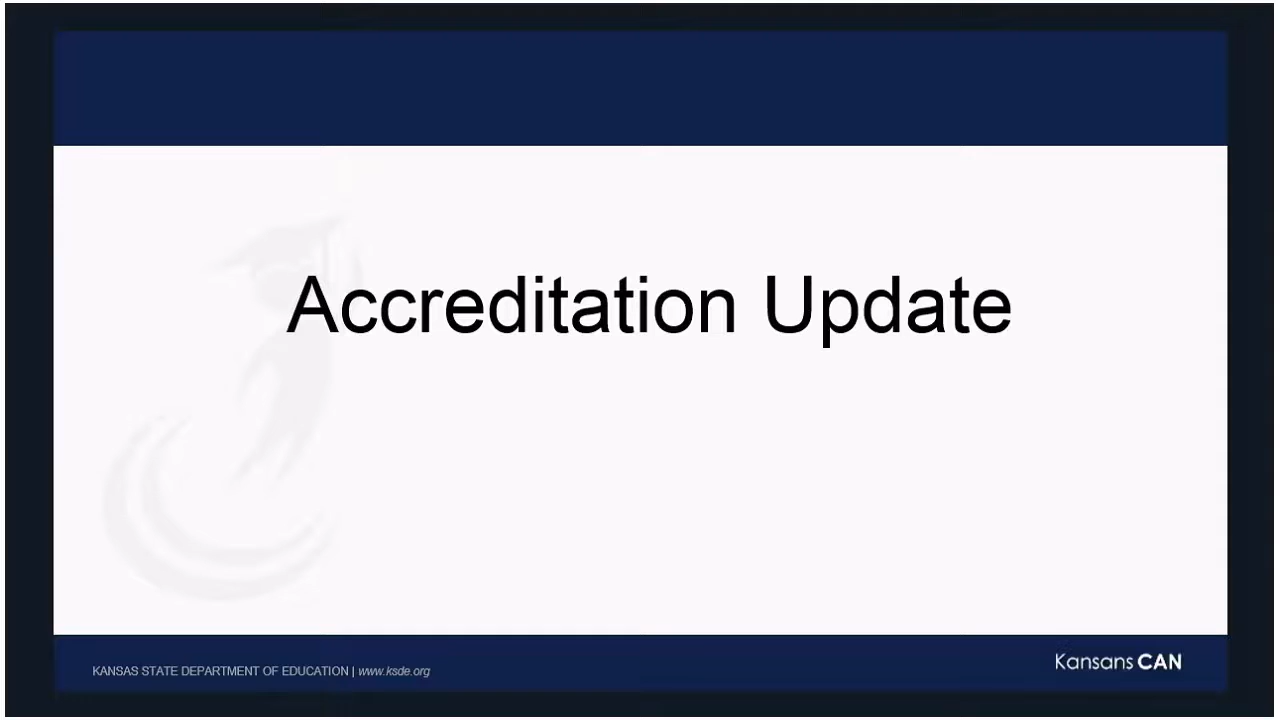 Accreditation Update
KANSAS STATE DEPARTMENT OF EDUCATION | www.ksde.org
Kansans CAN